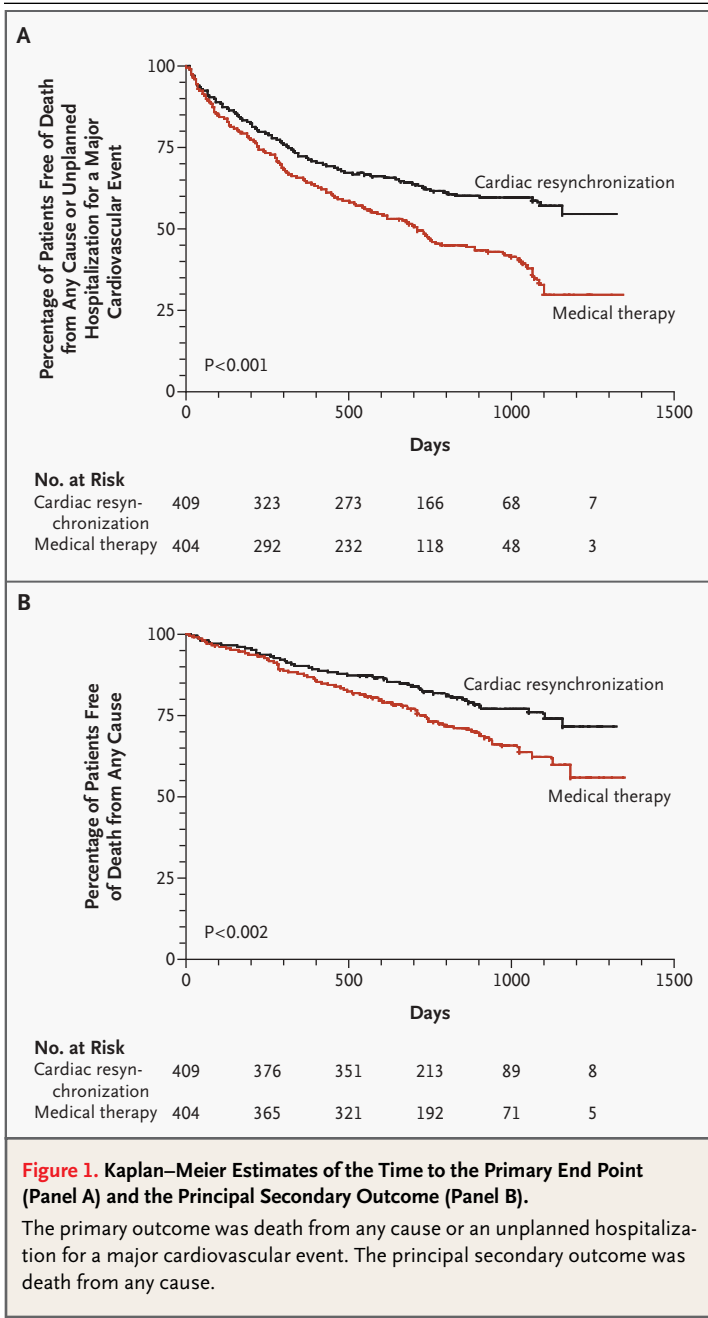 A
Percentage of Patients Free of Death
from Any Cause or Unplanned
Hospitalization for a Major
Cardiovascular Event
100
75
50
25
0
Cardiac resynchronization
Medical therapy
P<0.001
0 500 1000 1500
Days
No. at Risk
Cardiac resyn-
chronization
409 323 273 166 68 7
Medical therapy 404 292 232 118 48 3
B
Percentage of Patients Free
of Death from Any Cause
100
75
50
25
0
Cardiac resynchronization
Medical therapy
P<0.002
0 500 1000 1500
Days
No. at Risk
Cardiac resyn-
chronization
409 376 351 213 89 8
Medical therapy 404 365 321 192 71 5
Figure 1. Kaplan–Meier Estimates of the Time to the Primary End Point
(Panel A) and the Principal Secondary Outcome (Panel B).
The primary outcome was death from any cause or an unplanned hospitaliza-
tion for a major cardiovascular event. The principal secondary outcome was
death from any cause.